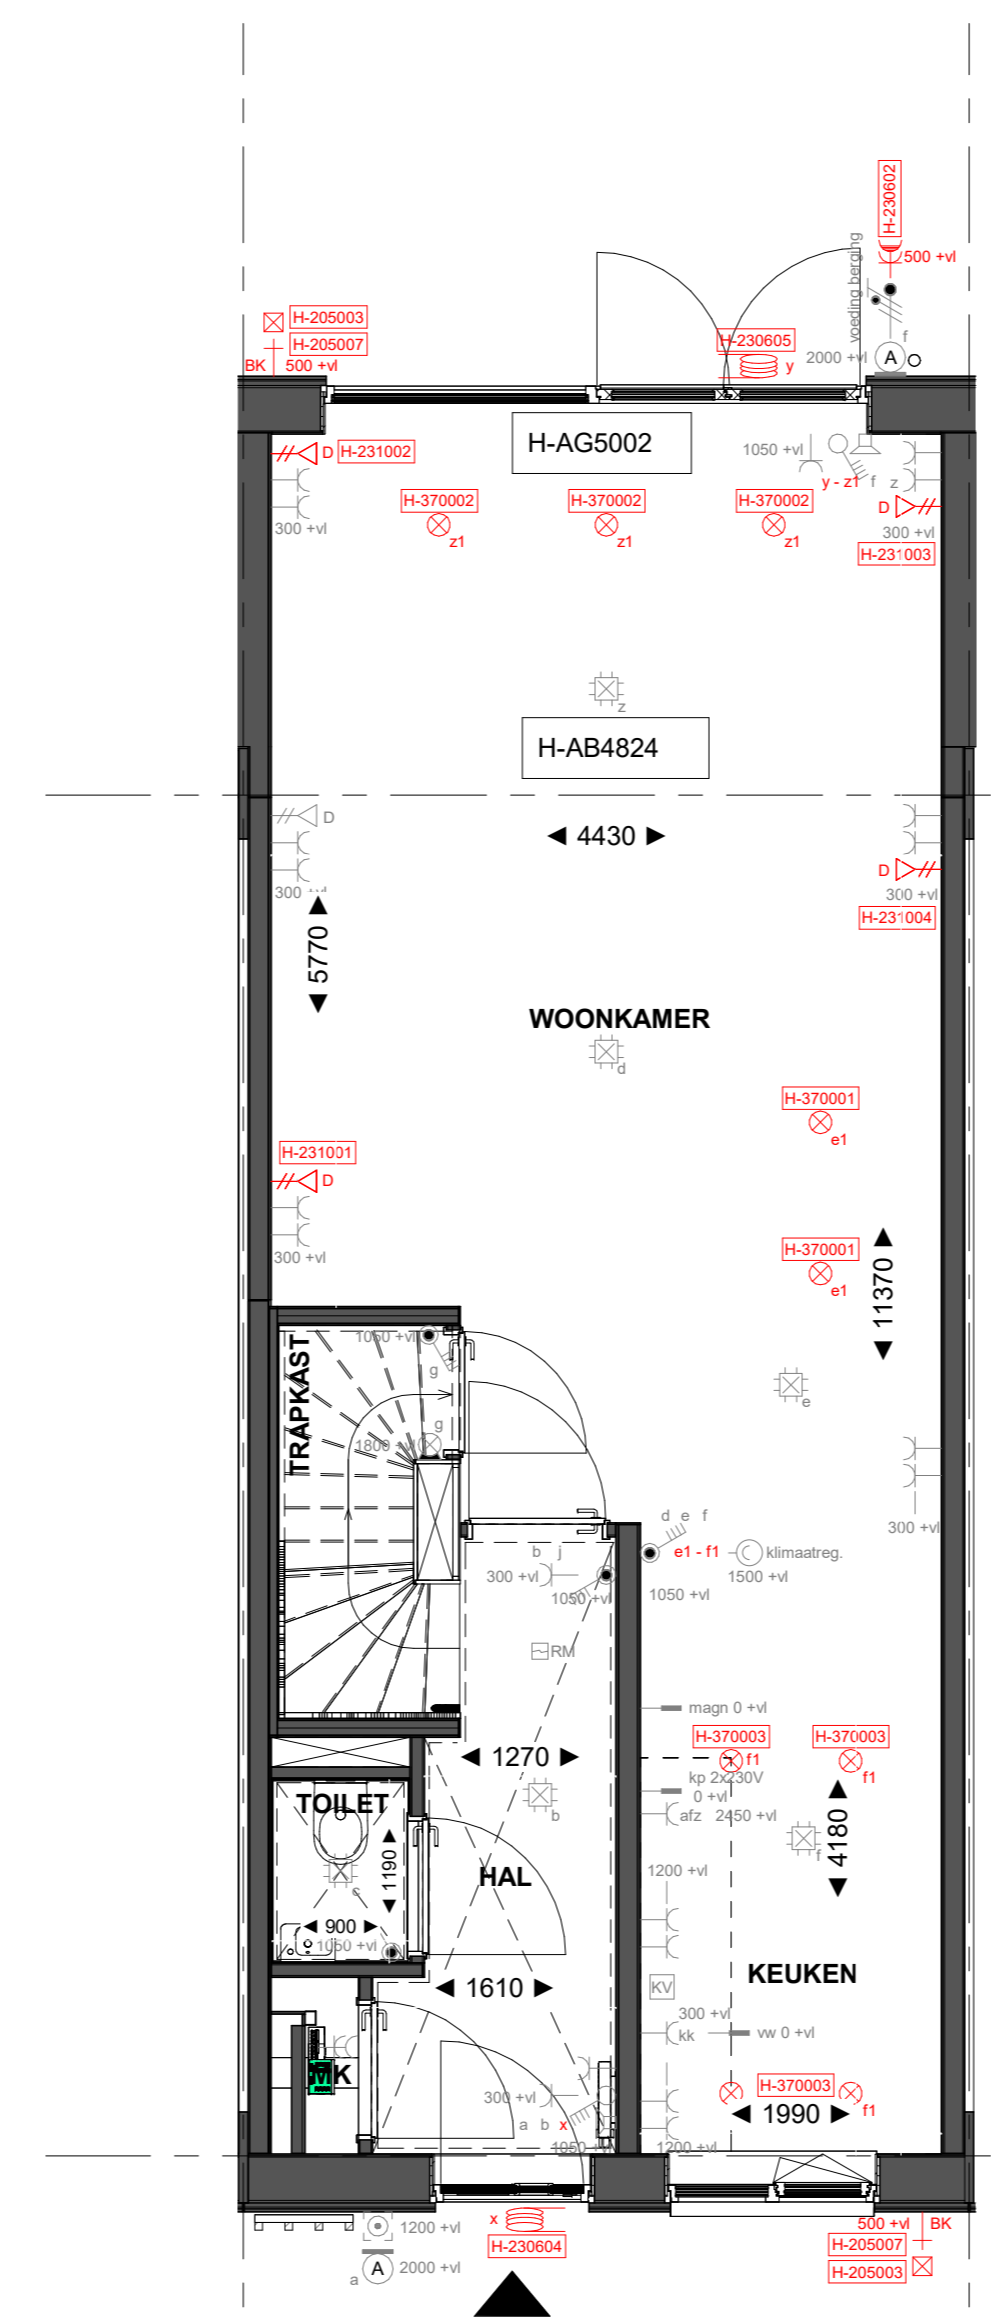 H-230602
500 +vl
voeding berging
f
2000 +vl
A
H-205003
H-205007
BK 500 +vl
H-230605
y
H-AG5002
D H-231002
300 +vl
1050 +vl
y - z1 f z
D
300 +vl
H-231003
H-370002
z1
H-370002
z1
H-370002
z1
z
H-AB4824
D
300 +vl
4430
D
300 +vl
H-231004
5770
WOONKAMER
d
H-370001
e1
H-231001
D
300 +vl
H-370001
e1
11370
TRAPKAST
1050 +vl
g
g
1800 +vl
e
300 +vl
d e f
e1 - f1
klimaatreg.
1500 +vl
1050 +vl
b j
300 +vl
1050 +vl
RM
magn 0 +vl
H-370003
f1
H-370003
f1
1270
kp 2x230V
0 +vl
afz 2450 +vl
b
TOILET
1190
c
900
1050 +vl
HAL
4180
f
1200 +vl
KEUKEN
1610
KV
300 +vl
kk
vw 0 +vl
MK
300 +vl
a b x
1050 +vl
H-370003
f1
1990
1200 +vl
x
H-230604
1200 +vl
A
a
2000 +vl
500 +vl BK
H-205007
H-205003